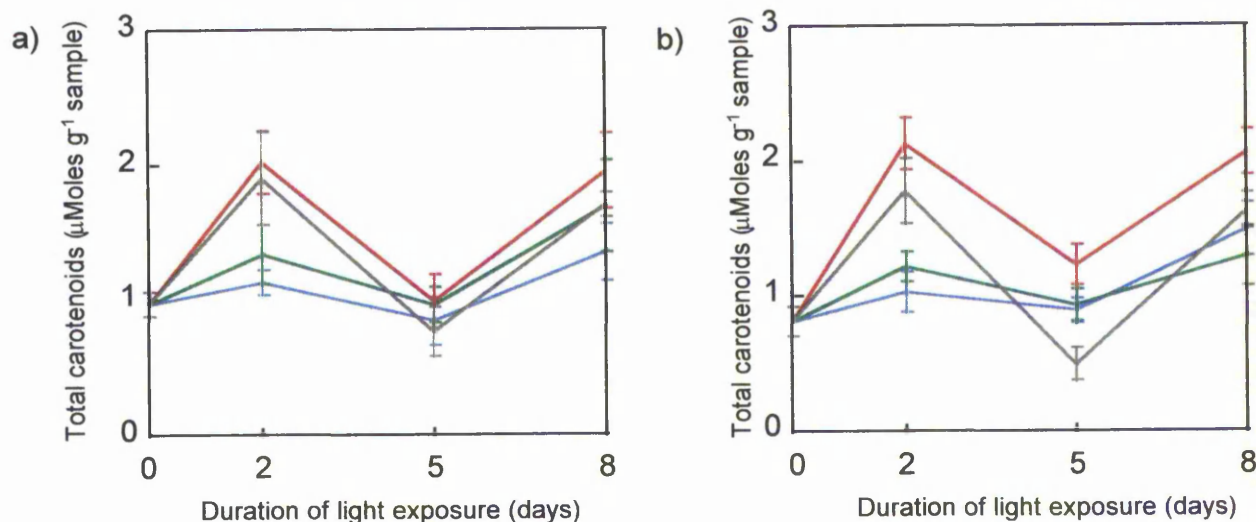 a)
Total carotenoids (μMoles g⁻¹ sample)
3
2
1
0
0 2 5 8
Duration of light exposure (days)
b)
Total carotenoids (μMoles g⁻¹ sample)
3
2
1
0
0 2 5 8
Duration of light exposure (days)